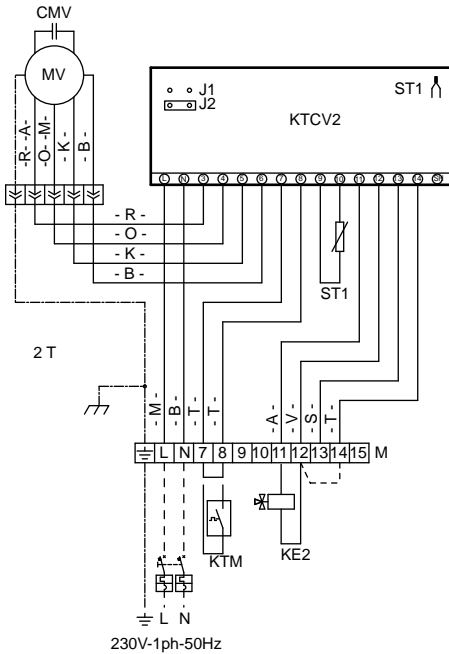 CMV
MV
J1
J2
ST1
KTCV2
L N 3 4 5 6 7 8 9 10 11 12 13 14 SH
-R- -A- -O- -M- -K- -B-
- R -
- O -
- K -
- B -
ST1
2 T
- M - - B - - T - - T - - A - - V - - S - - T -
L N 7 8 9 10 11 12 13 14 15 M
KTM
KE2
L N
230V-1ph-50Hz